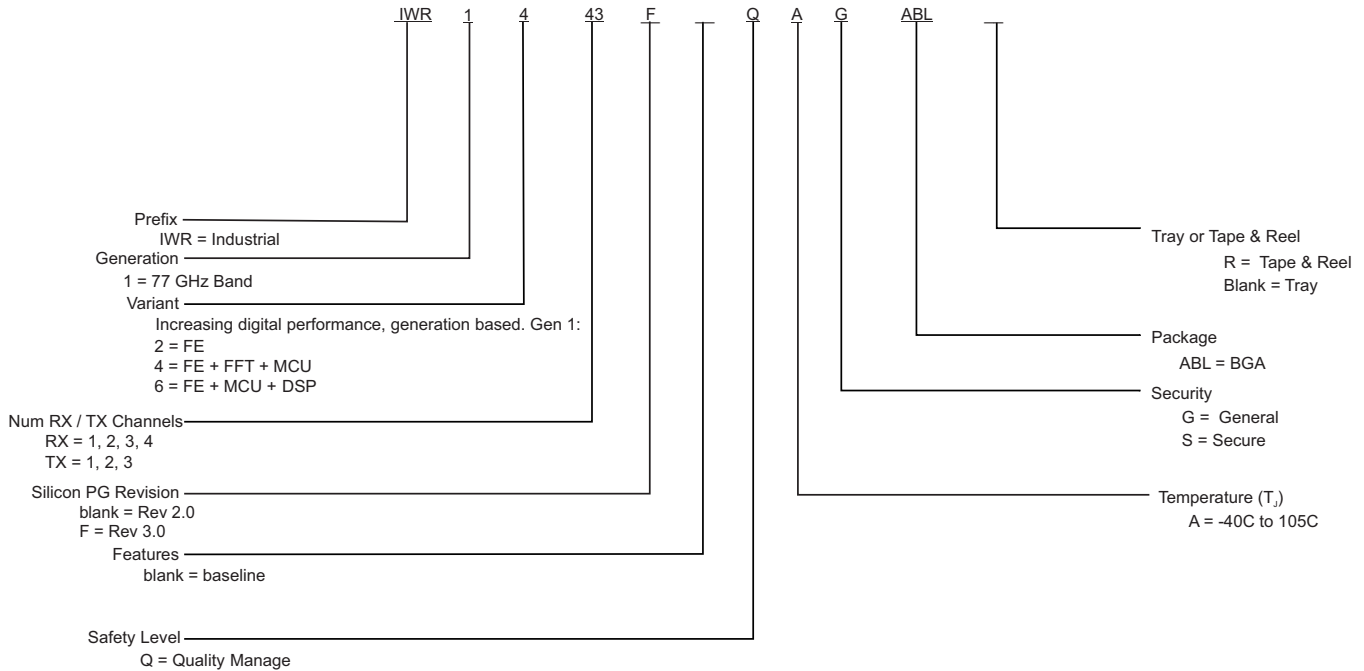 IWR 1 4 43 F _ Q A G ABL _
Prefix
IWR = Industrial
Generation
1 = 77 GHz Band
Variant
Increasing digital performance, generation based. Gen 1:
2 = FE
4 = FE + FFT + MCU
6 = FE + MCU + DSP
Num RX / TX Channels
RX = 1, 2, 3, 4
TX = 1, 2, 3
Silicon PG Revision
blank = Rev 2.0
F = Rev 3.0
Features
blank = baseline
Safety Level
Q = Quality Manage
Tray or Tape & Reel
R = Tape & Reel
Blank = Tray
Package
ABL = BGA
Security
G = General
S = Secure
Temperature (TJ)
A = -40C to 105C